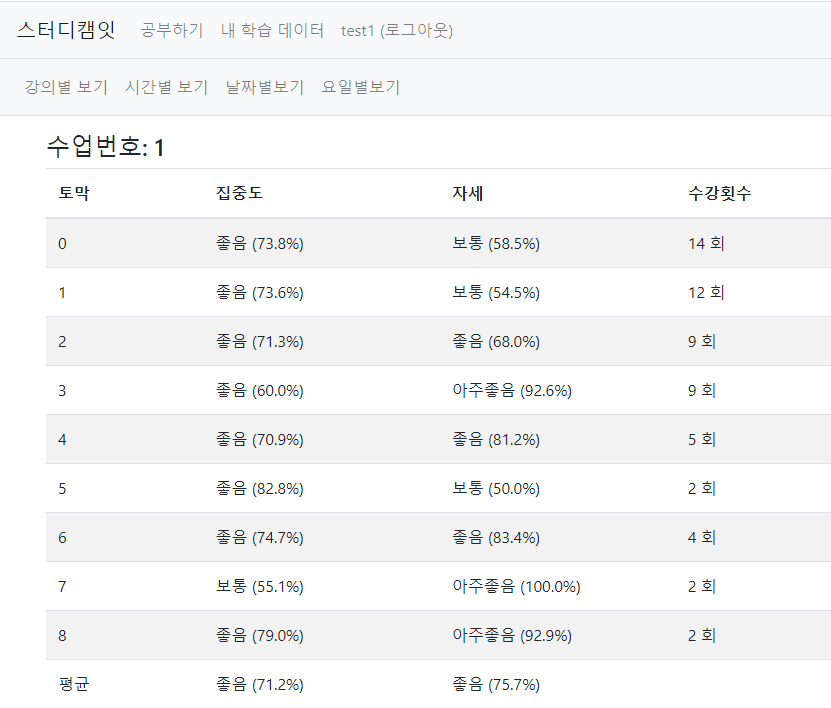 스터디캠잇 공부하기 내 학습 데이터 test1 (로그아웃)
강의별 보기 시간별 보기 날짜별보기 요일별보기
수업번호: 1
토막 집중도 자세 수강횟수
0 좋음 (73.8%) 보통 (58.5%) 14 회
1 좋음 (73.6%) 보통 (54.5%) 12 회
2 좋음 (71.3%) 좋음 (68.0%) 9 회
3 좋음 (60.0%) 아주좋음 (92.6%) 9 회
4 좋음 (70.9%) 좋음 (81.2%) 5 회
5 좋음 (82.8%) 보통 (50.0%) 2 회
6 좋음 (74.7%) 좋음 (83.4%) 4 회
7 보통 (55.1%) 아주좋음 (100.0%) 2 회
8 좋음 (79.0%) 아주좋음 (92.9%) 2 회
평균 좋음 (71.2%) 좋음 (75.7%)